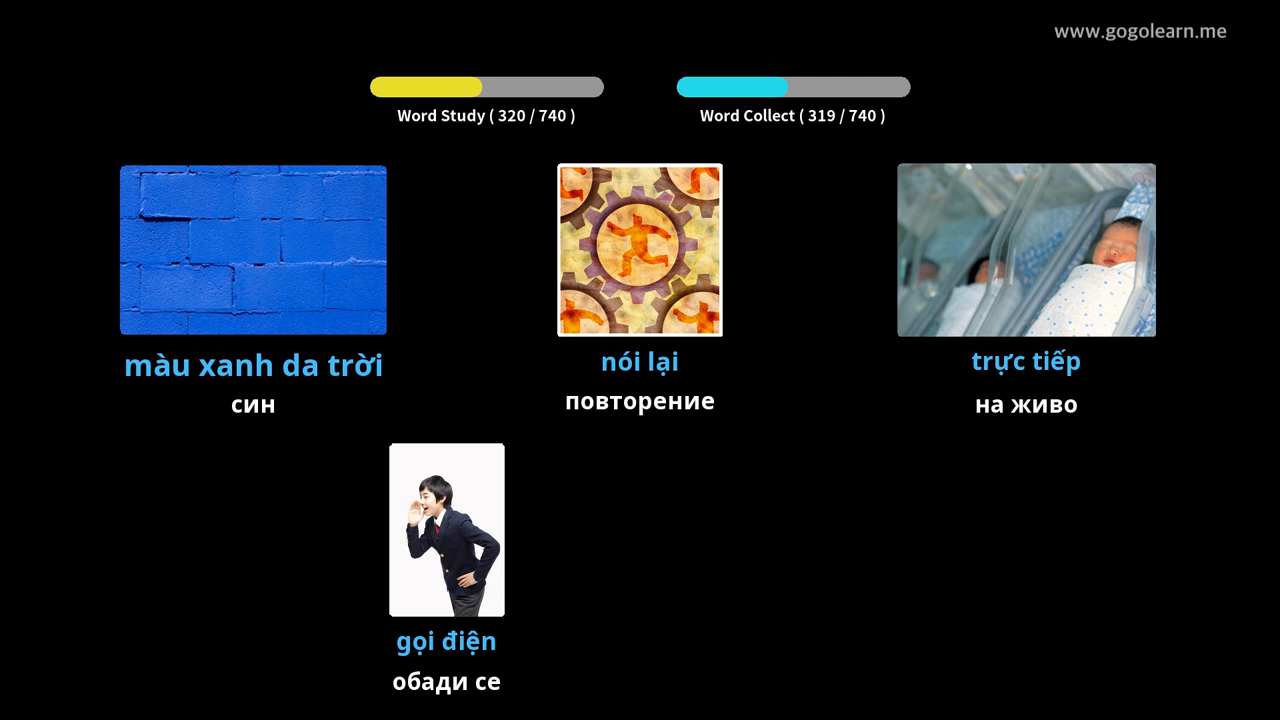 www.gogolearn.me
Word Study ( 320 / 740 )
Word Collect ( 319 / 740 )
màu xanh da trời
син
nói lại
повторение
trực tiếp
на живо
gọi điện
обади се